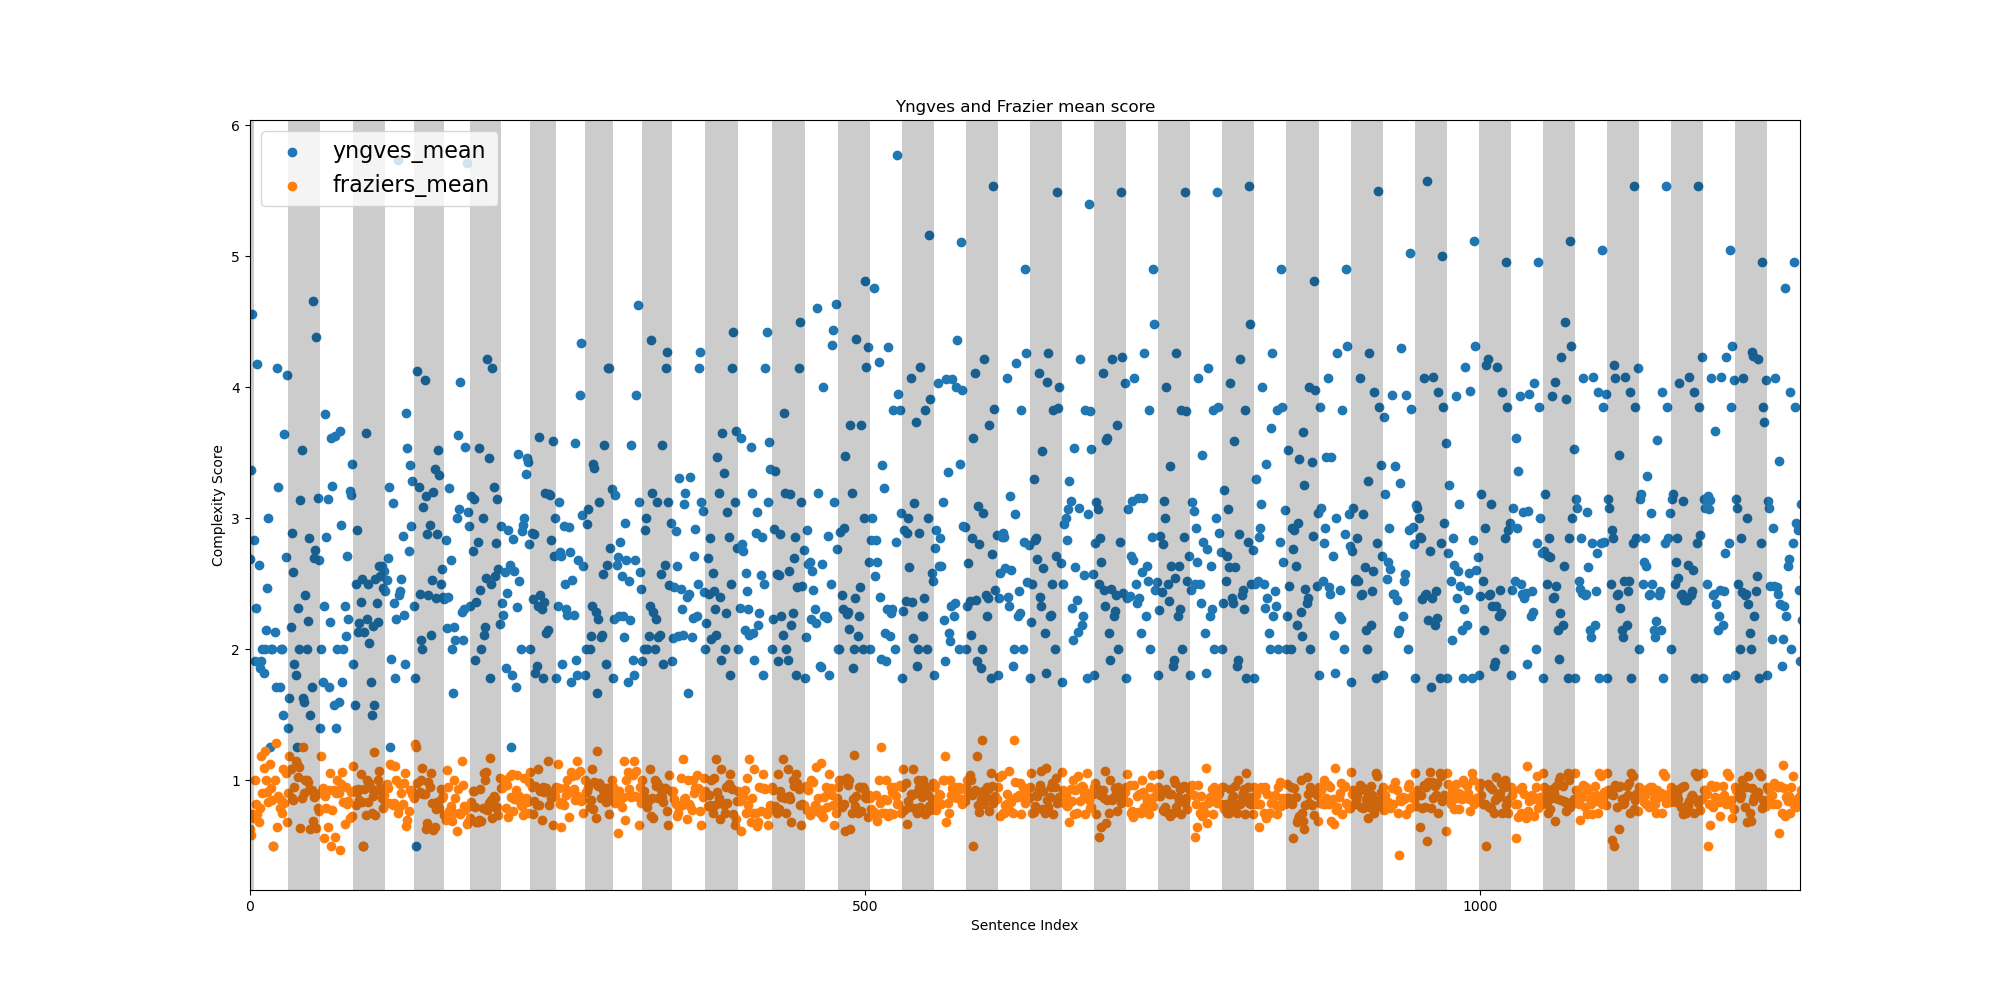 Yngves and Frazier mean score
yngves_mean
fraziers_mean
Complexity Score
6
5
4
3
2
1
0
500
1000
Sentence Index